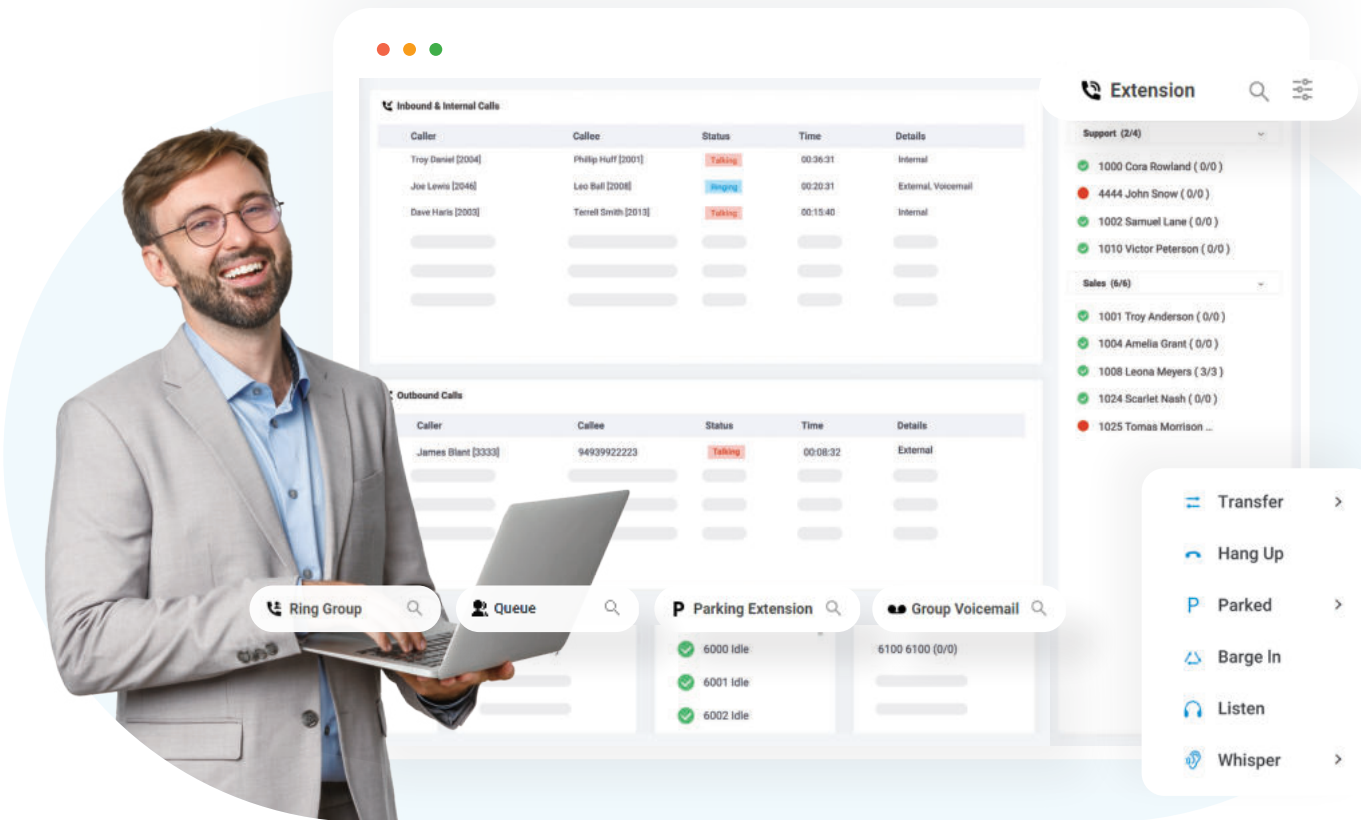 Extension
Inbound & Internal Calls
Caller Callee Status Time Details
Troy Daniel [2004] Phillip Huff [2001] Talking 00:36:31 Internal
Joe Lewis [2046] Leo Ball [2008] Ringing 00:20:31 External, Voicemail
Dave Haris [2003] Terrell Smith [2013] Talking 00:15:40 Internal
Support (2/4)
1000 Cora Rowland ( 0/0 )
4444 John Snow ( 0/0 )
1002 Samuel Lane ( 0/0 )
1010 Victor Peterson ( 0/0 )
Sales (6/6)
1001 Troy Anderson ( 0/0 )
1004 Amelia Grant ( 0/0 )
1008 Leona Meyers ( 3/3 )
1024 Scarlet Nash ( 0/0 )
1025 Tomas Morrison ...
Outbound Calls
Caller Callee Status Time Details
James Blant [3333] 94939922223 Talking 00:08:32 External
Ring Group
Queue
P Parking Extension
6000 Idle
6001 Idle
6002 Idle
Group Voicemail
6100 6100 (0/0)
Transfer
Hang Up
P Parked
Barge In
Listen
Whisper